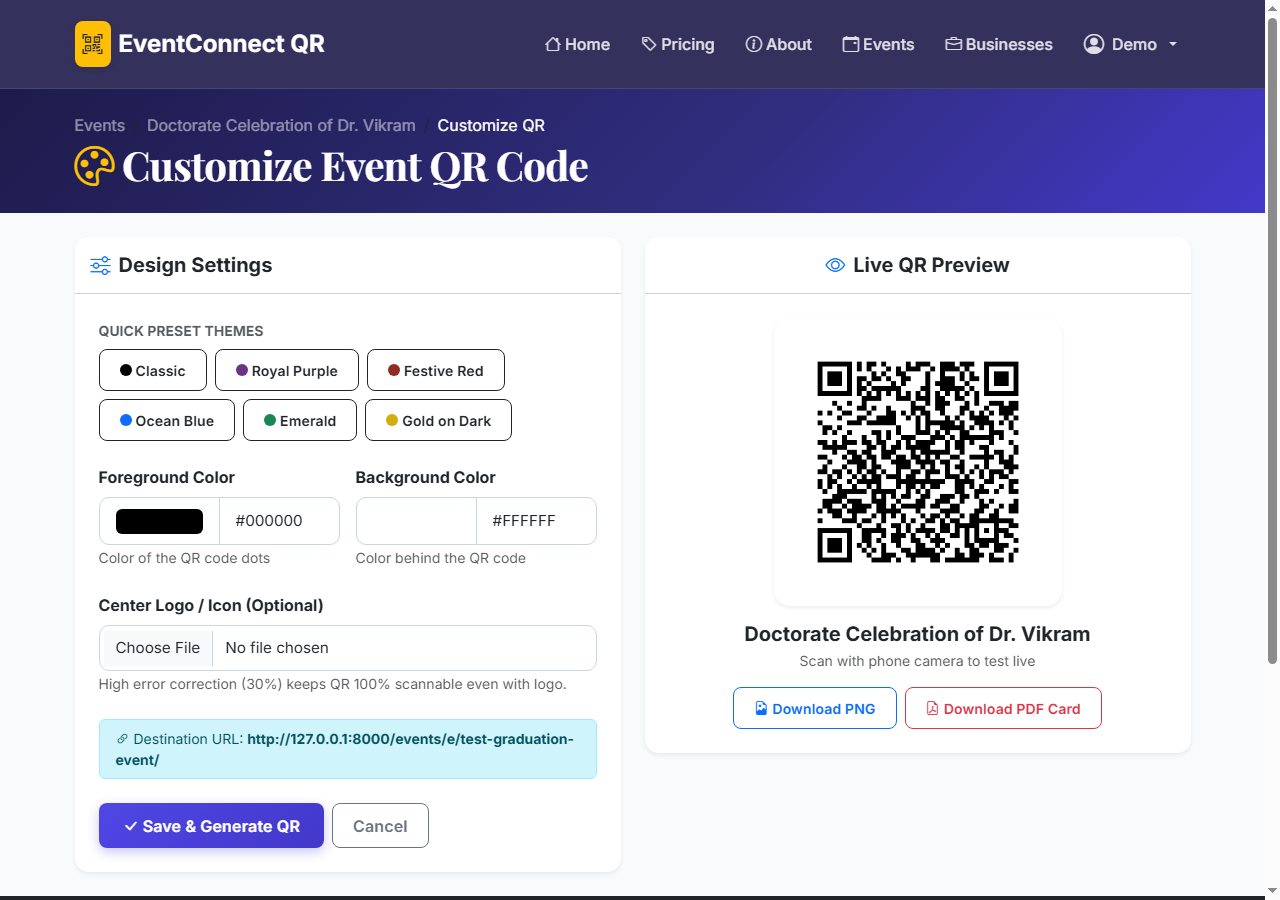 EventConnect QR
Home Pricing About Events Businesses Demo
Events / Doctorate Celebration of Dr. Vikram / Customize QR
Customize Event QR Code
Design Settings
QUICK PRESET THEMES
Classic Royal Purple Festive Red
Ocean Blue Emerald Gold on Dark
Foreground Color Background Color
#000000 #FFFFFF
Color of the QR code dots Color behind the QR code
Center Logo / Icon (Optional)
Choose File No file chosen
High error correction (30%) keeps QR 100% scannable even with logo.
Destination URL: http://127.0.0.1:8000/events/e/test-graduation-
event/
Save & Generate QR Cancel
Live QR Preview
Doctorate Celebration of Dr. Vikram
Scan with phone camera to test live
Download PNG Download PDF Card